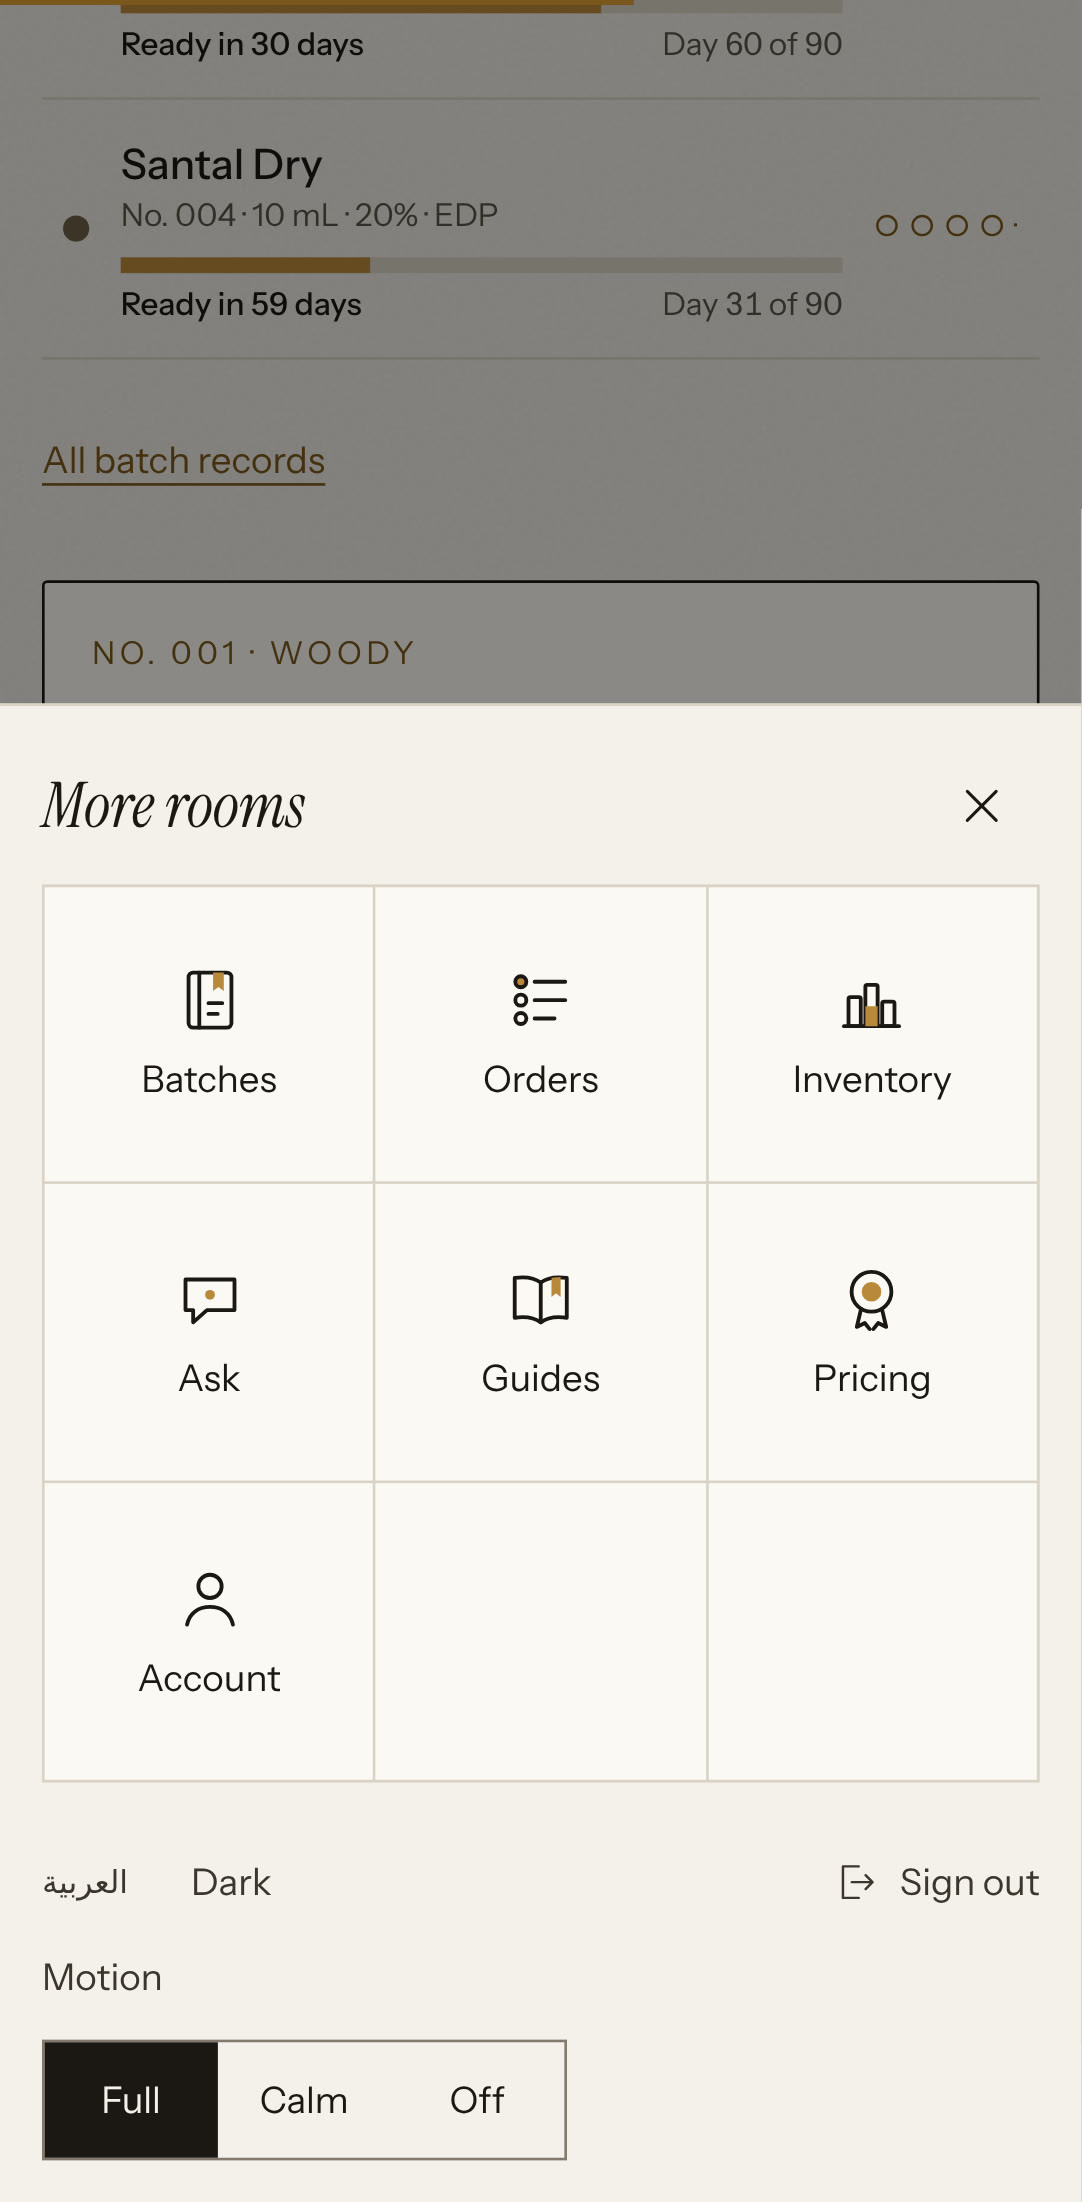 Ready in 30 days
Day 60 of 90
Santal Dry
No. 004 · 10 mL · 20% · EDP
Ready in 59 days
Day 31 of 90
All batch records
NO. 001 · WOODY
More rooms
Batches
Orders
Inventory
Ask
Guides
Pricing
Account
العربية
Dark
Sign out
Motion
Full
Calm
Off